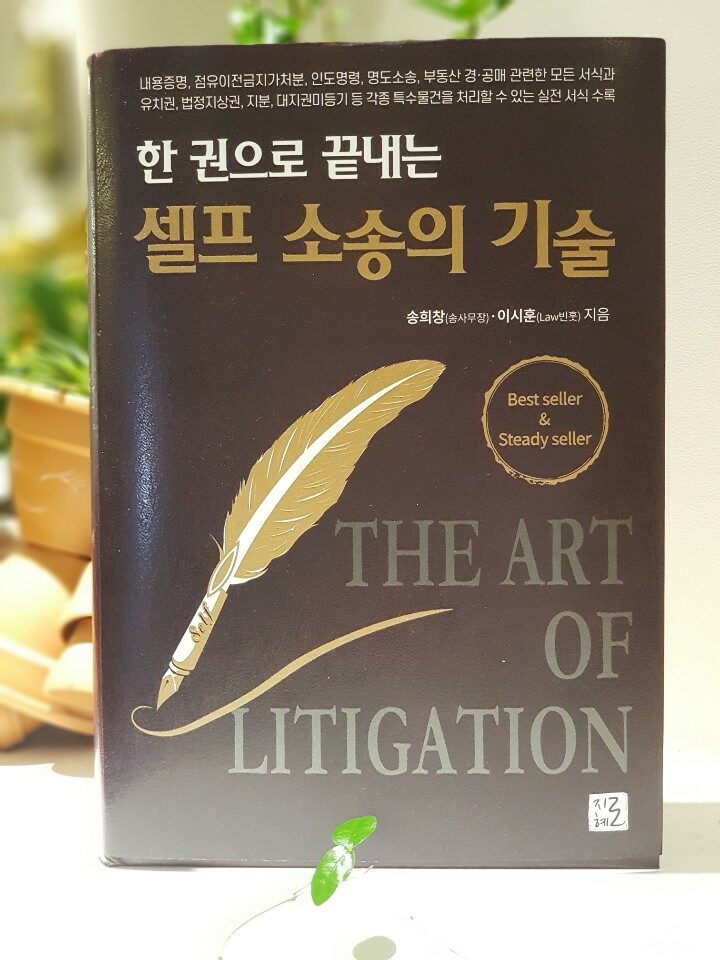 내용증명, 점유이전금지가처분, 인도명령, 명도소송, 부동산 경·공매 관련한 모든 서식과
유치권, 법정지상권, 지분, 대지권미등기 등 각종 특수물건을 처리할 수 있는 실전 서식 수록
한 권으로 끝내는
셀프 소송의 기술
송희창(송사무장)·이시훈(Law빈훗) 지음
Best seller
&
Steady seller
Self
THE ART
OF
LITIGATION
지혜로